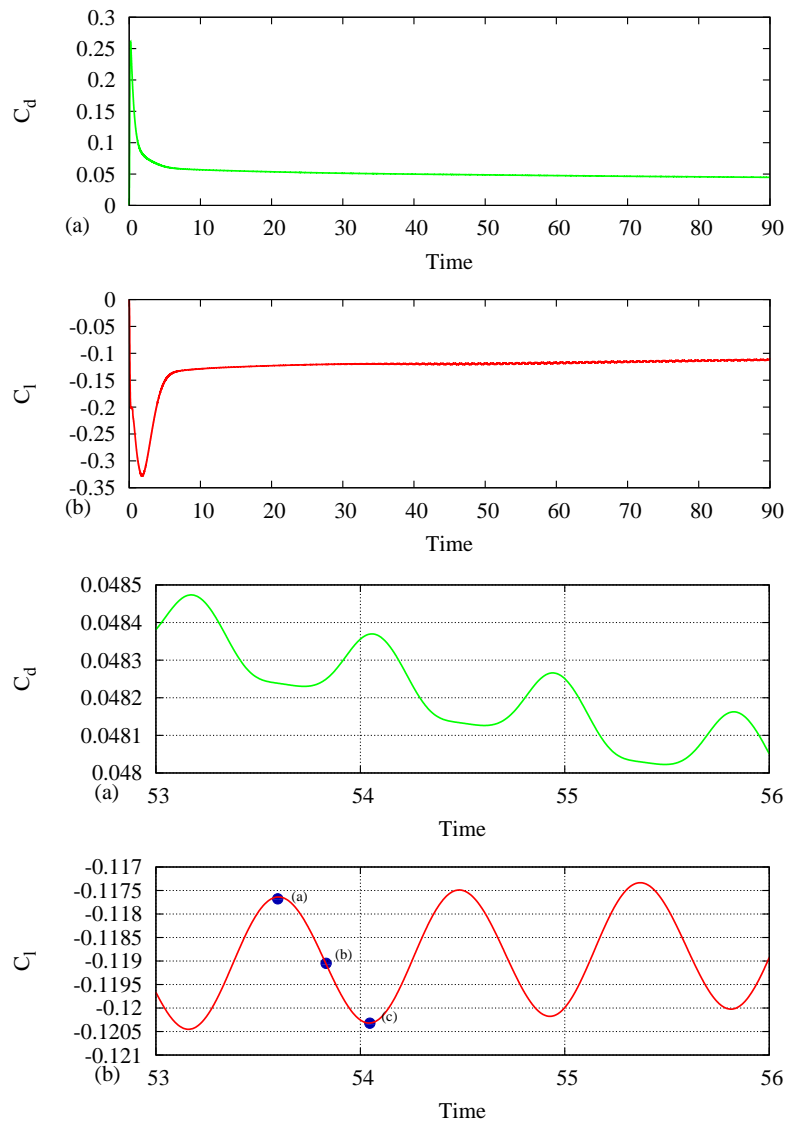 0.3
0.25
0.2
0.15
0.1
0.05
0
C_d
(a)
0 10 20 30 40 50 60 70 80 90
Time
0
-0.05
-0.1
-0.15
-0.2
-0.25
-0.3
-0.35
C_l
(b)
0 10 20 30 40 50 60 70 80 90
Time
0.0485
0.0484
0.0483
0.0482
0.0481
0.048
C_d
(a)
53 54 55 56
Time
-0.117
-0.1175
-0.118
-0.1185
-0.119
-0.1195
-0.12
-0.1205
-0.121
C_l
(a)
(b)
(c)
(b)
53 54 55 56
Time